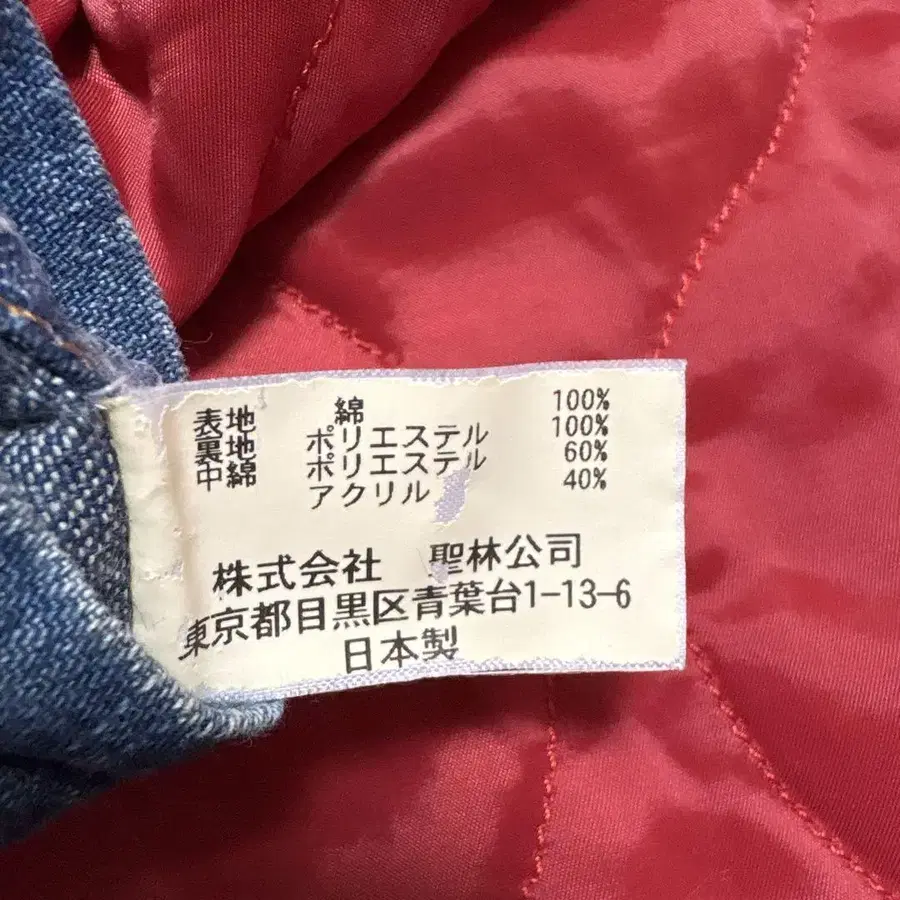 表地 綿 100%
裏地 ポリエステル 100%
中綿 ポリエステル 60%
アクリル 40%
株式会社 聖林公司
東京都目黒区青葉台1-13-6
日本製